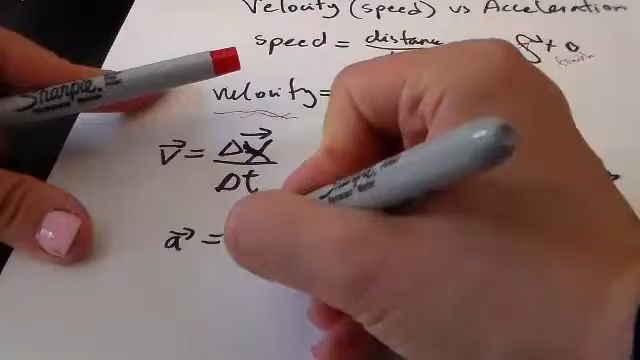 Velocity (speed) vs Acceleration
speed = distance
velocity =
Sharpie
v⃗ = Δx⃗
Δt
a⃗ =